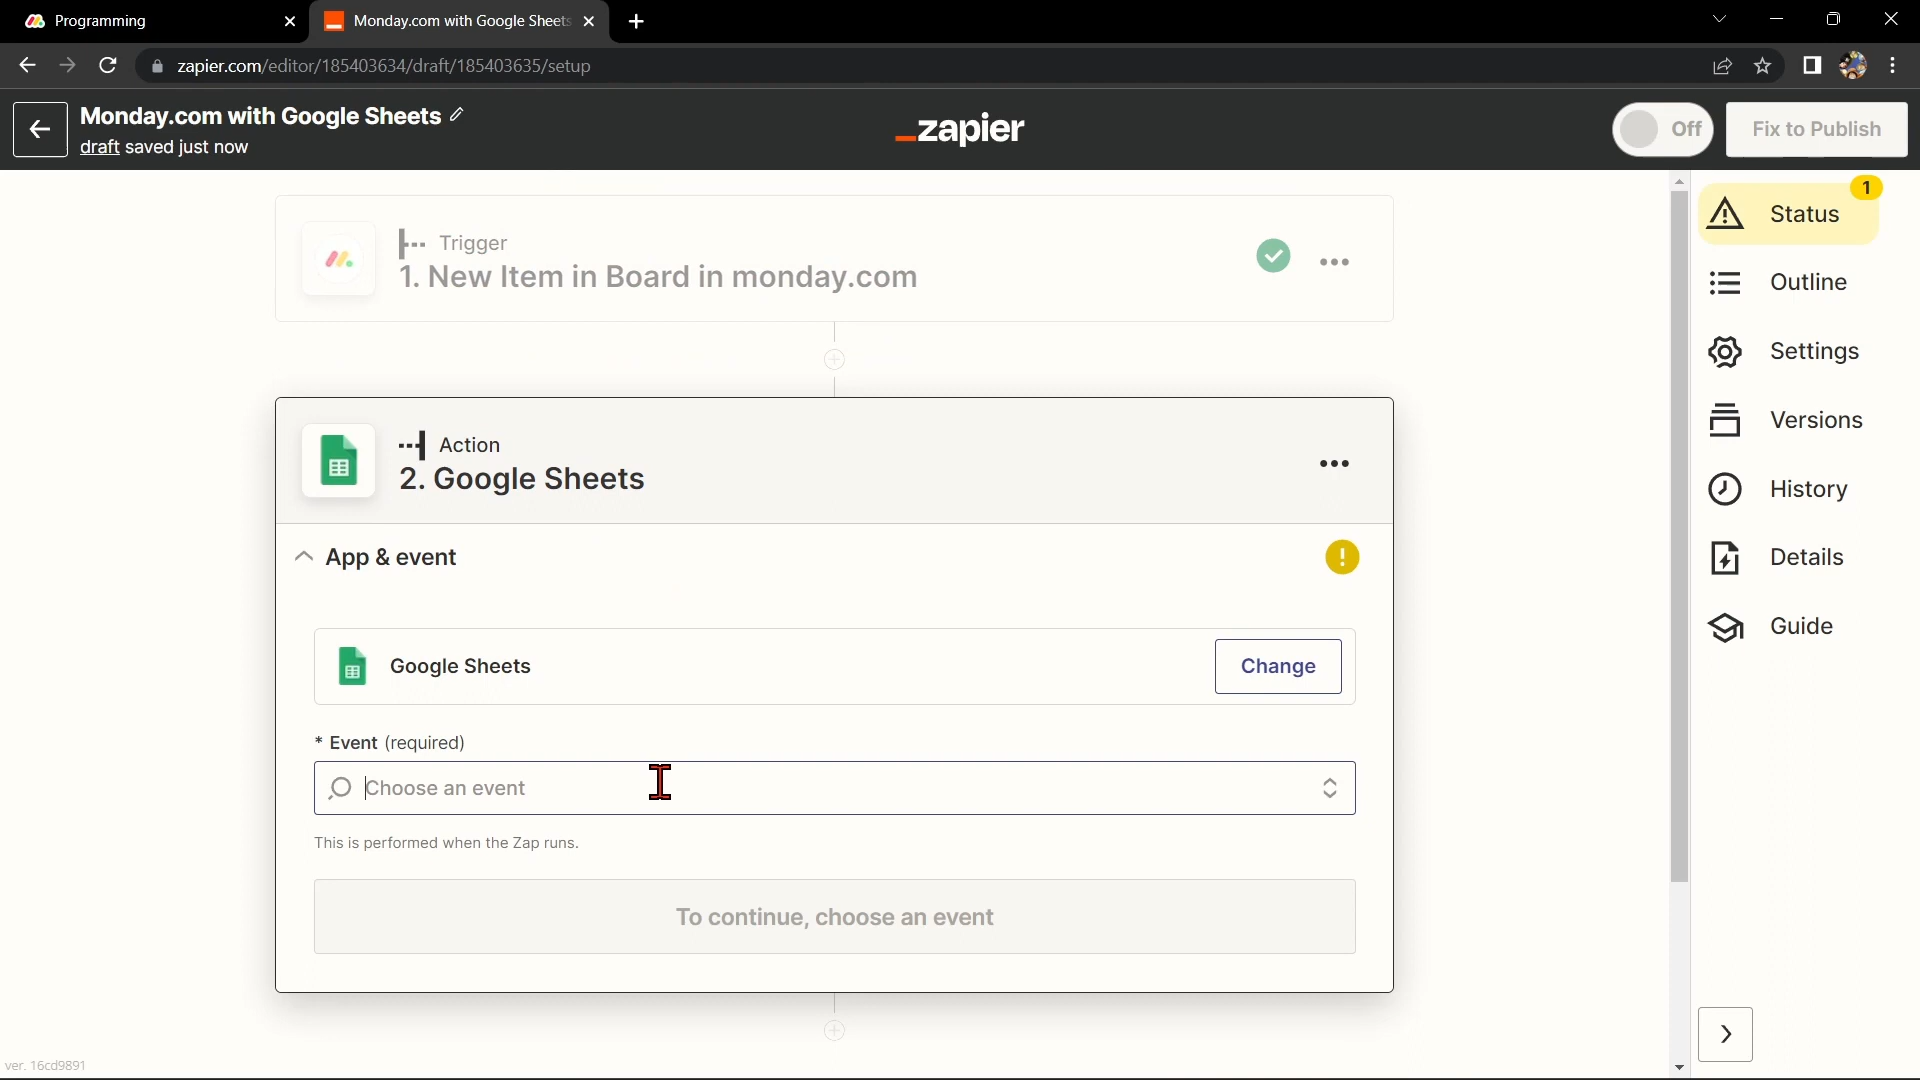 Programming
Monday.com with Google Sheets
zapier.com/editor/185403634/draft/185403635/setup
Monday.com with Google Sheets
draft saved just now
_zapier
Off
Fix to Publish
1
Status
Trigger
1. New Item in Board in monday.com
Outline
Settings
Versions
Action
2. Google Sheets
History
App & event
!
Details
Guide
Google Sheets
Change
* Event (required)
Choose an event
This is performed when the Zap runs.
To continue, choose an event
ver. 16cd9891